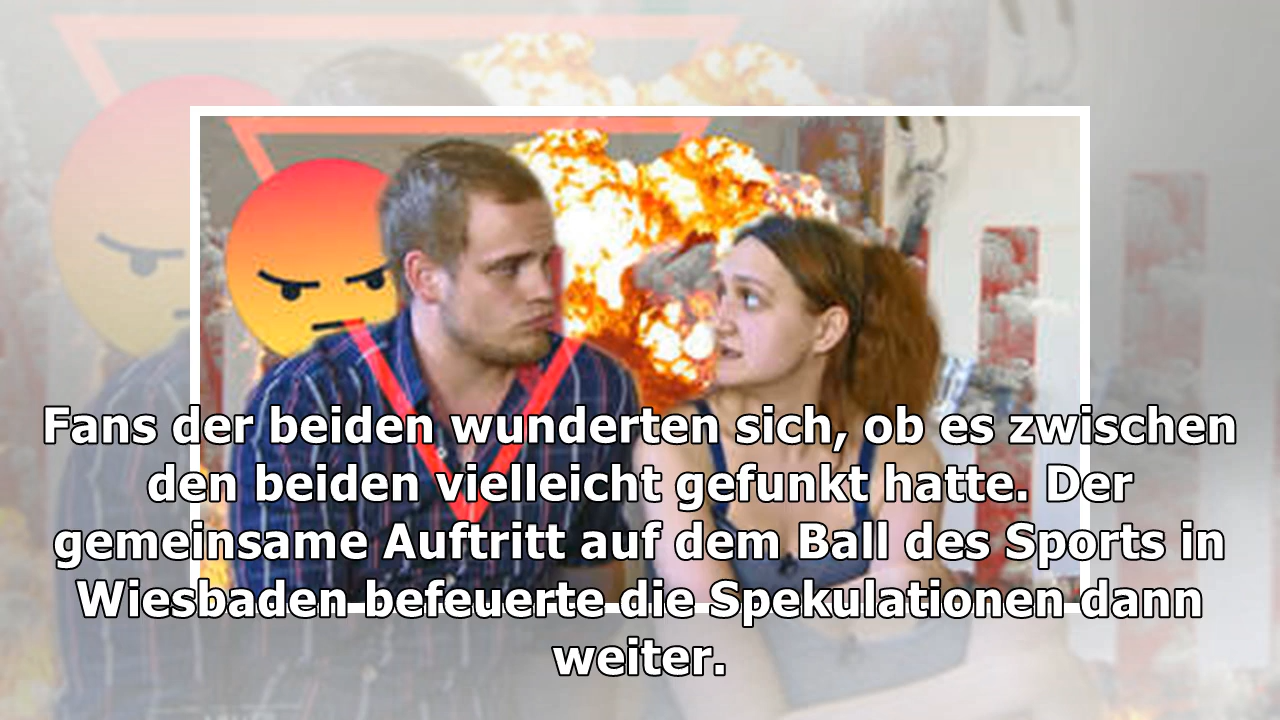 Fans der beiden wunderten sich, ob es zwischen
den beiden vielleicht gefunkt hatte. Der
gemeinsame Auftritt auf dem Ball des Sports in
Wiesbaden befeuerte die Spekulationen dann
weiter.